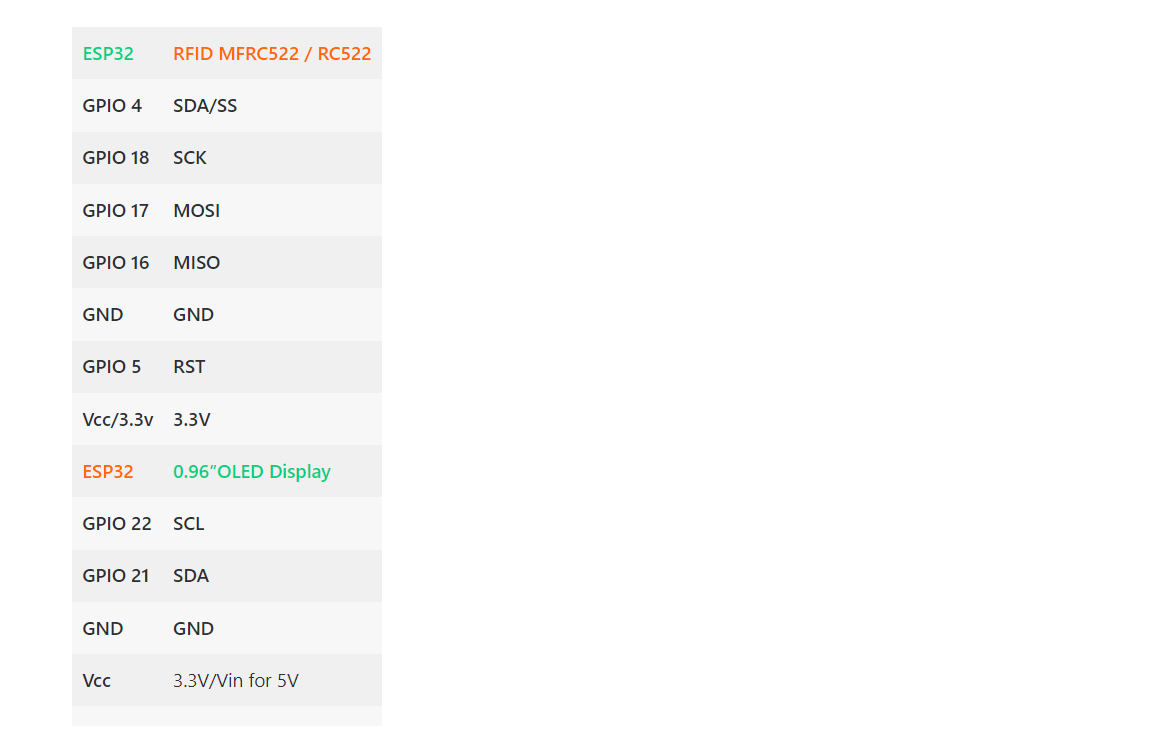 ESP32 RFID MFRC522 / RC522
GPIO 4 SDA/SS
GPIO 18 SCK
GPIO 17 MOSI
GPIO 16 MISO
GND GND
GPIO 5 RST
Vcc/3.3v 3.3V
ESP32 0.96″OLED Display
GPIO 22 SCL
GPIO 21 SDA
GND GND
Vcc 3.3V/Vin for 5V